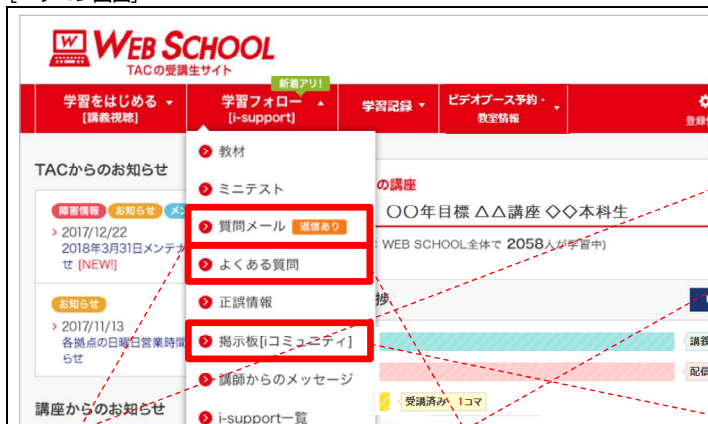 WEB SCHOOL
TACの受講生サイト
新着アリ!
学習をはじめる ▼
[講義視聴]
学習フォロー ▲
[i-support]
学習記録 ▼
ビデオブース予約・
教室情報
TACからのお知らせ
障害情報 お知らせ
2017/12/22
2018年3月31日メンテナ
せ [NEW!]
お知らせ
2017/11/13
各拠点の日曜日営業時間
らせ
講座からのお知らせ
教材
ミニテスト
質問メール 返信あり
よくある質問
正誤情報
掲示板[iコミュニティ]
講師からのメッセージ
i-support一覧
の講座
〇〇年目標 △△講座 ◇◇本科生
WEB SCHOOL全体で 2058人が学習中)
捗
講義
配信
受講済み 1コマ